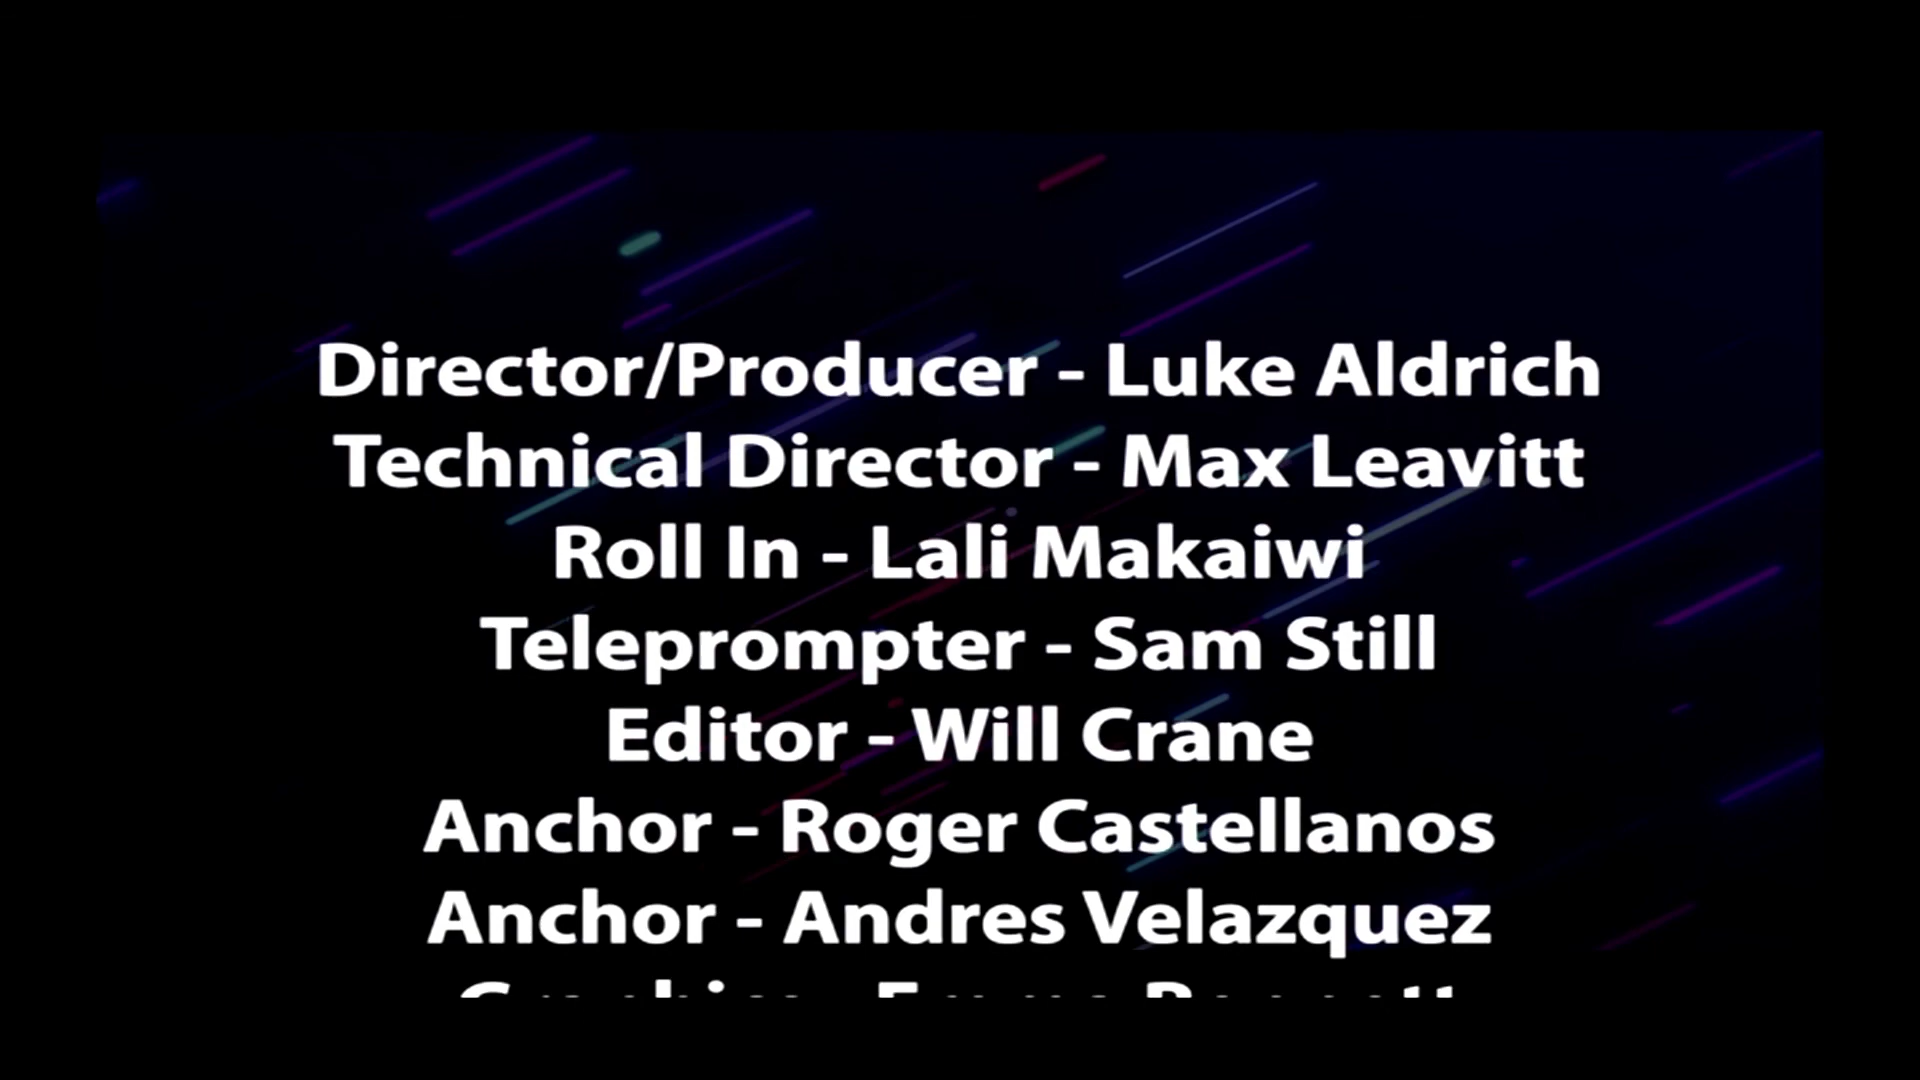 Director/Producer - Luke Aldrich
Technical Director - Max Leavitt
Roll In - Lali Makaiwi
Teleprompter - Sam Still
Editor - Will Crane
Anchor - Roger Castellanos
Anchor - Andres Velazquez